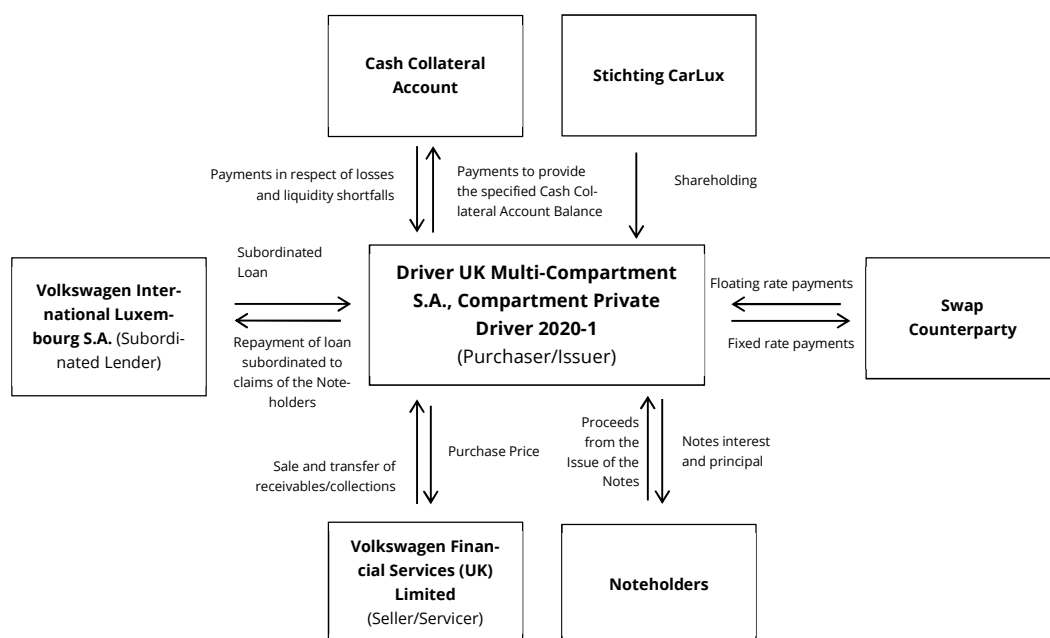 Cash Collateral
Account
Stichting CarLux
Payments in respect of losses
and liquidity shortfalls
Payments to provide
the specified Cash Col-
lateral Account Balance
Shareholding
Volkswagen Inter-
national Luxem-
bourg S.A. (Subordi-
nated Lender)
Subordinated
Loan
Repayment of loan
subordinated to
claims of the Note-
holders
Driver UK Multi-Compartment
S.A., Compartment Private
Driver 2020-1
(Purchaser/Issuer)
Floating rate payments
Fixed rate payments
Swap
Counterparty
Sale and transfer of
receivables/collections
Purchase Price
Proceeds
from the
Issue of the
Notes
Notes interest
and principal
Volkswagen Finan-
cial Services (UK)
Limited
(Seller/Servicer)
Noteholders